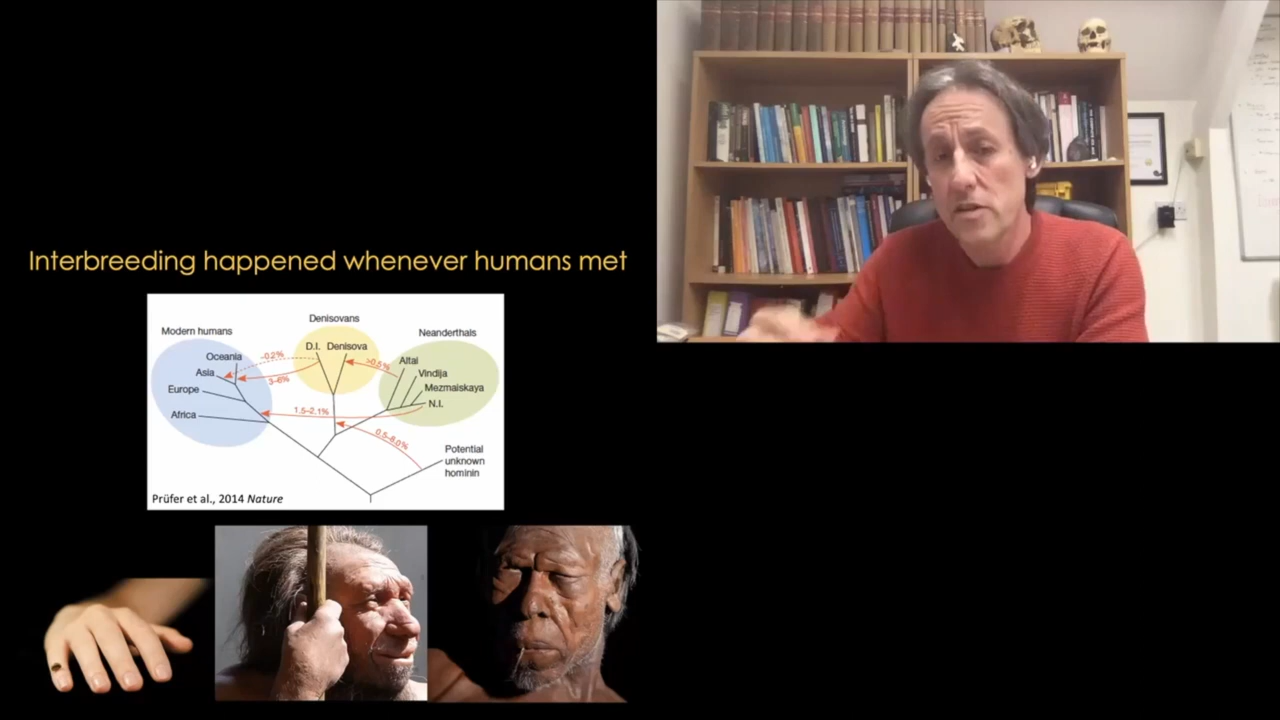 Interbreeding happened whenever humans met
Denisovans
Modern humans
Neanderthals
D.I. Denisova
Oceania
~0.2%
>0.5%
Altai
Asia
3–6%
Vindija
Europe
Mezmaiskaya
1.5–2.1%
N.I.
Africa
0.5–8.0%
Potential
unknown
hominin
Prüfer et al., 2014 Nature